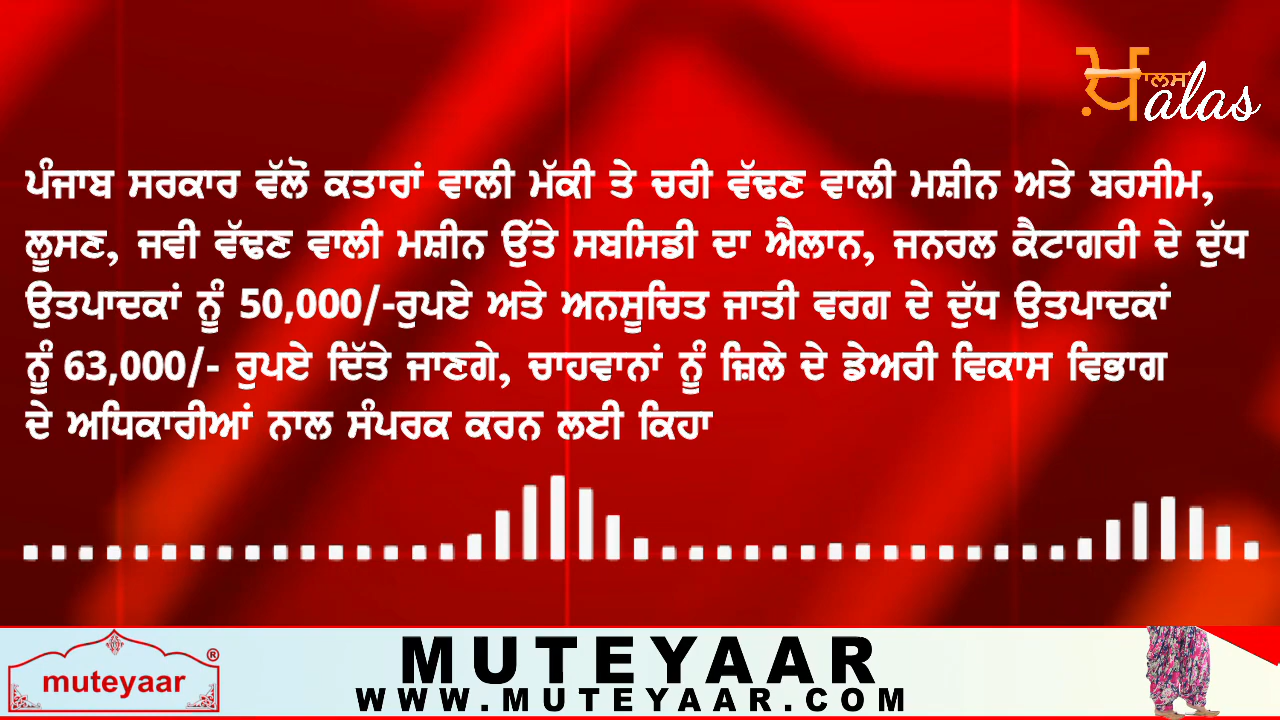 ਖ਼ਾਲਸ alas
ਪੰਜਾਬ ਸਰਕਾਰ ਵੱਲੋਂ ਕਤਾਰਾਂ ਵਾਲੀ ਮੱਕੀ ਤੇ ਚਰੀ ਵੱਢਣ ਵਾਲੀ ਮਸ਼ੀਨ ਅਤੇ ਬਰਸੀਮ,
ਲੂਸਣ, ਜਵੀ ਵੱਢਣ ਵਾਲੀ ਮਸ਼ੀਨ ਉੱਤੇ ਸਬਸਿਡੀ ਦਾ ਐਲਾਨ, ਜਨਰਲ ਕੈਟਾਗਰੀ ਦੇ ਦੁੱਧ
ਉਤਪਾਦਕਾਂ ਨੂੰ 50,000/-ਰੁਪਏ ਅਤੇ ਅਨਸੂਚਿਤ ਜਾਤੀ ਵਰਗ ਦੇ ਦੁੱਧ ਉਤਪਾਦਕਾਂ
ਨੂੰ 63,000/- ਰੁਪਏ ਦਿੱਤੇ ਜਾਣਗੇ, ਚਾਹਵਾਨਾਂ ਨੂੰ ਜ਼ਿਲੇ ਦੇ ਡੇਅਰੀ ਵਿਕਾਸ ਵਿਭਾਗ
ਦੇ ਅਧਿਕਾਰੀਆਂ ਨਾਲ ਸੰਪਰਕ ਕਰਨ ਲਈ ਕਿਹਾ
muteyaar ®
MUTEYAAR
WWW.MUTEYAAR.COM